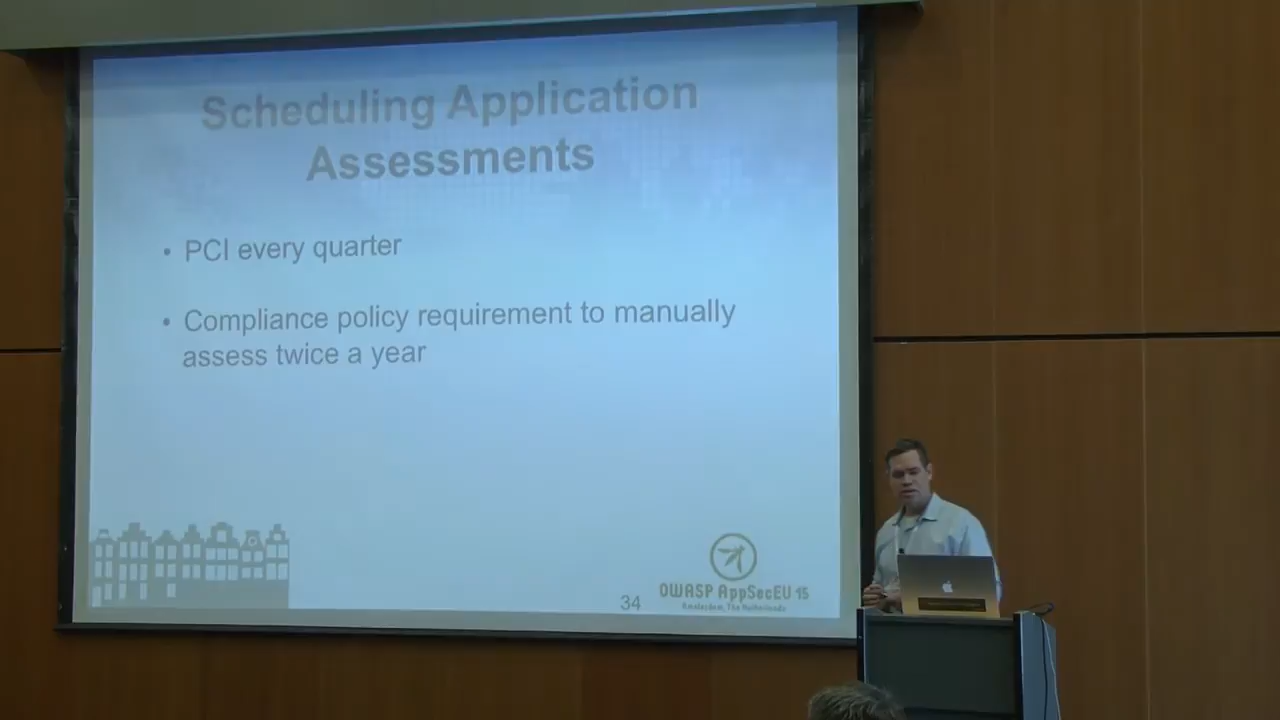 Scheduling Application
Assessments
• PCI every quarter
• Compliance policy requirement to manually
assess twice a year
34
OWASP AppSecEU 15
Amsterdam, The Netherlands